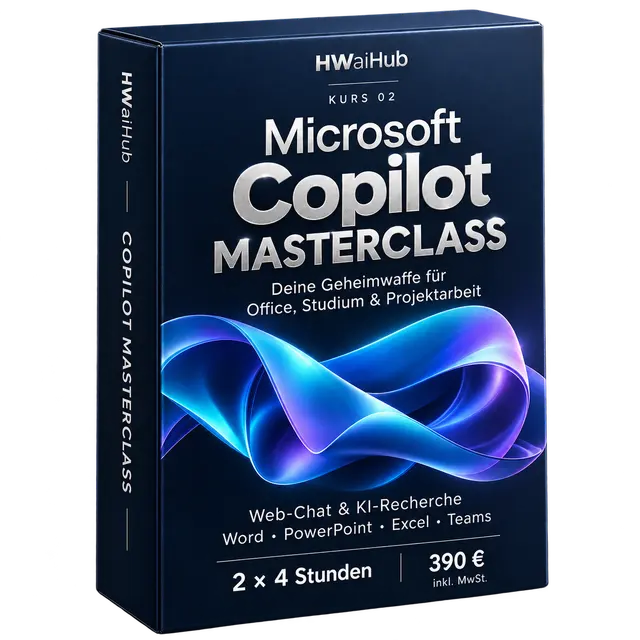 HWaiHub
KURS 02
Microsoft
Copilot
MASTERCLASS
Deine Geheimwaffe für
Office, Studium & Projektarbeit
Web-Chat & KI-Recherche
Word • PowerPoint • Excel • Teams
2 × 4 Stunden
390 €
inkl. MwSt.
HWaiHub
COPILOT MASTERCLASS